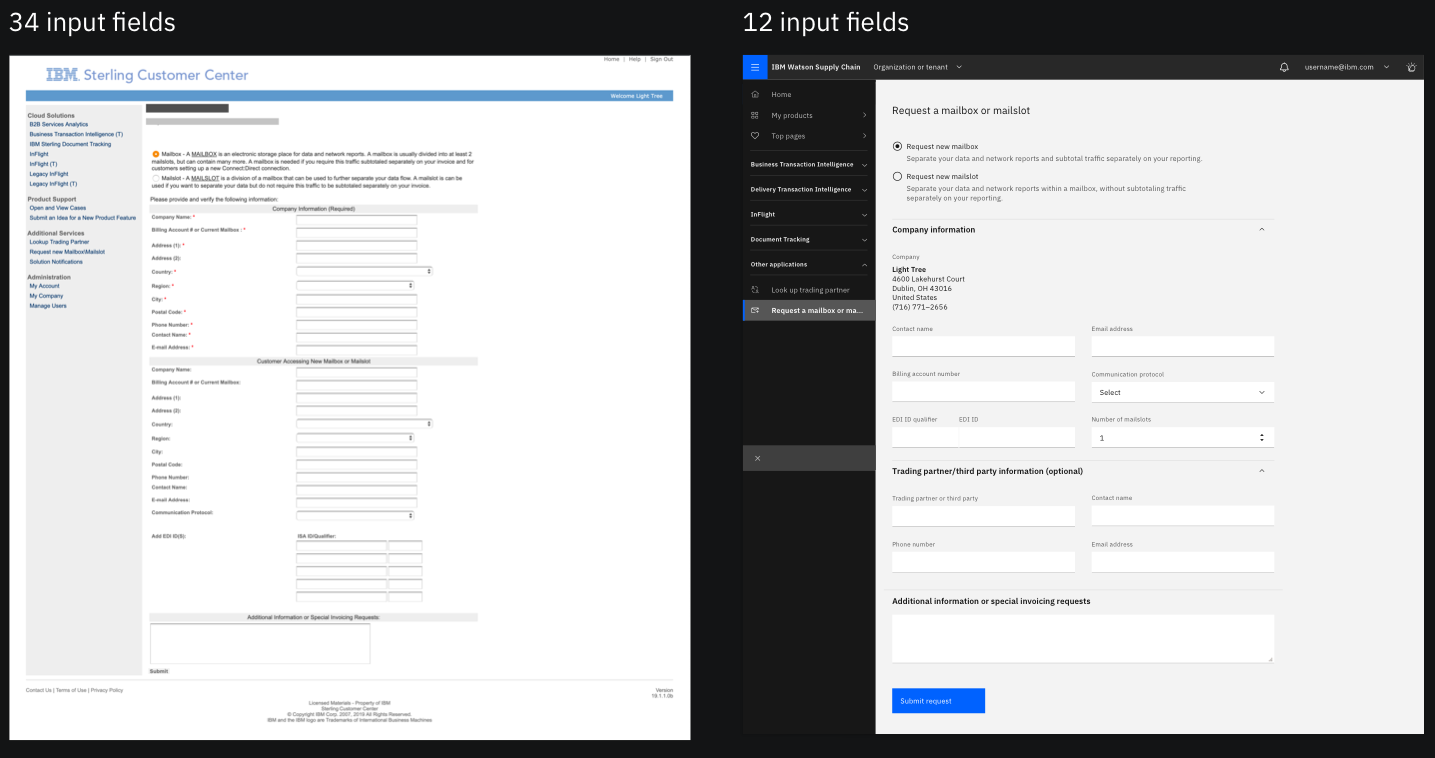 34 input fields
Home | Help | Sign Out
IBM. Sterling Customer Center
Welcome Light Tree
Cloud Solutions
B2B Services Analytics
Business Transaction Intelligence (T)
IBM Sterling Document Tracking
InFlight
InFlight (T)
Legacy InFlight
Legacy InFlight (T)
Product Support
Open and View Cases
Submit an Idea for a New Product Feature
Additional Services
Lookup Trading Partner
Request new Mailbox\Mailslot
Solution Notifications
Administration
My Account
My Company
Manage Users
Mailbox - A MAILBOX is an electronic storage place for data and network reports. A mailbox is usually divided into at least 2
mailslots, but can contain many more. A mailbox is needed if you require this traffic subtotaled separately on your invoice and for
customers setting up a new Connect:Direct connection.
Mailslot - A MAILSLOT is a division of a mailbox that can be used to further separate your data flow. A mailslot is can be
used if you want to separate your data but do not require this traffic to be subtotaled separately on your invoice.
Please provide and verify the following information:
Company Information (Required)
Company Name: *
Billing Account # or Current Mailbox : *
Address (1): *
Address (2):
Country: *
Region: *
City: *
Postal Code: *
Phone Number: *
Contact Name: *
E-mail Address: *
Customer Accessing New Mailbox or Mailslot
Company Name:
Billing Account # or Current Mailbox:
Address (1):
Address (2):
Country:
Region:
City:
Postal Code:
Phone Number:
Contact Name:
E-mail Address:
Communication Protocol:
Add EDI ID(S): ISA ID/Qualifier:
Additional Information or Special Invoicing Requests:
Submit
Contact Us | Terms of Use | Privacy Policy
Version
19.1.1.0b
Licensed Materials - Property of IBM
Sterling Customer Center
© Copyright IBM Corp. 2007, 2019 All Rights Reserved.
IBM and the IBM logo are Trademarks of International Business Machines
12 input fields
IBM Watson Supply Chain Organization or tenant username@ibm.com
Home
My products
Top pages
Business Transaction Intelligence
Delivery Transaction Intelligence
InFlight
Document Tracking
Other applications
Look up trading partner
Request a mailbox or ma...
Request a mailbox or mailslot
Request new mailbox
Separate your data and network reports and subtotal traffic separately on your reporting.
Request new mailslot
Separate your data and network reports within a mailbox, without subtotaling traffic
separately on your reporting.
Company information
Company
Light Tree
4600 Lakehurst Court
Dublin, OH 43016
United States
(716) 771-2656
Contact name Email address
Billing account number Communication protocol
Select
EDI ID qualifier EDI ID Number of mailslots
1
Trading partner/third party information (optional)
Trading partner or third party Contact name
Phone number Email address
Additional information or special invoicing requests
Submit request